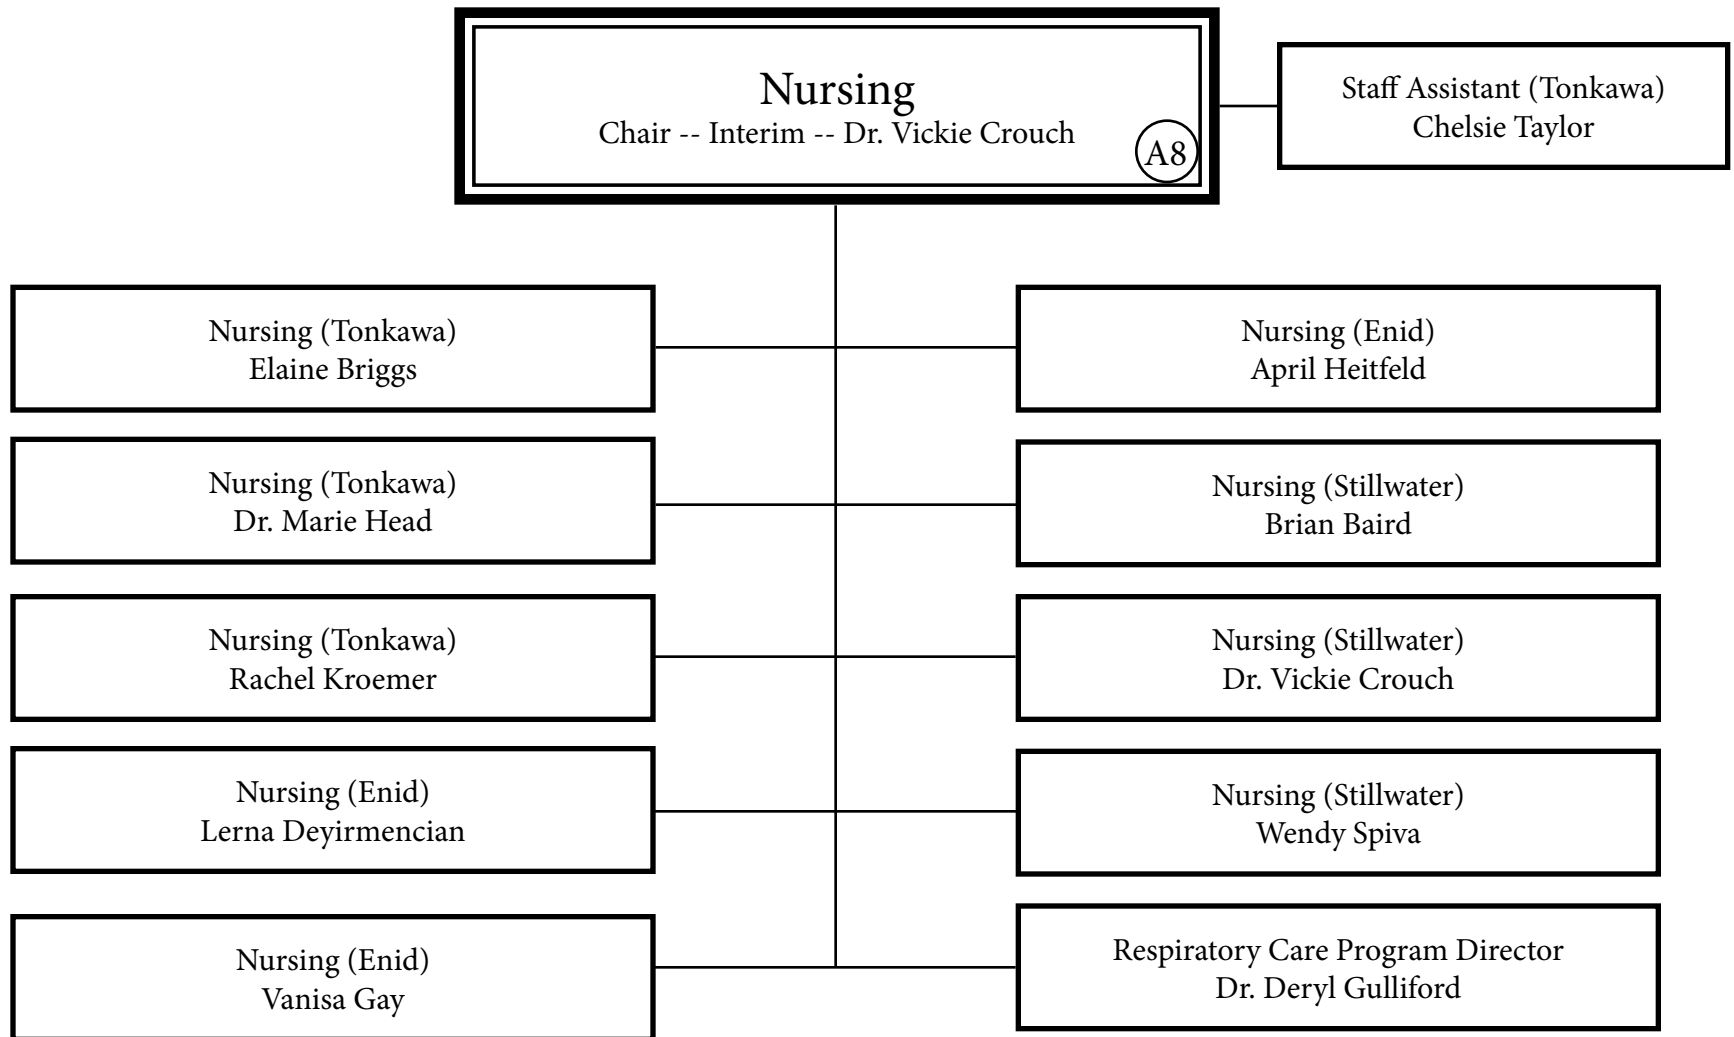 Nursing
Chair -- Interim -- Dr. Vickie Crouch
A8
Staff Assistant (Tonkawa)
Chelsie Taylor
Nursing (Tonkawa)
Elaine Briggs
Nursing (Enid)
April Heitfeld
Nursing (Tonkawa)
Dr. Marie Head
Nursing (Stillwater)
Brian Baird
Nursing (Tonkawa)
Rachel Kroemer
Nursing (Stillwater)
Dr. Vickie Crouch
Nursing (Enid)
Lerna Deyirmencian
Nursing (Stillwater)
Wendy Spiva
Nursing (Enid)
Vanisa Gay
Respiratory Care Program Director
Dr. Deryl Gulliford